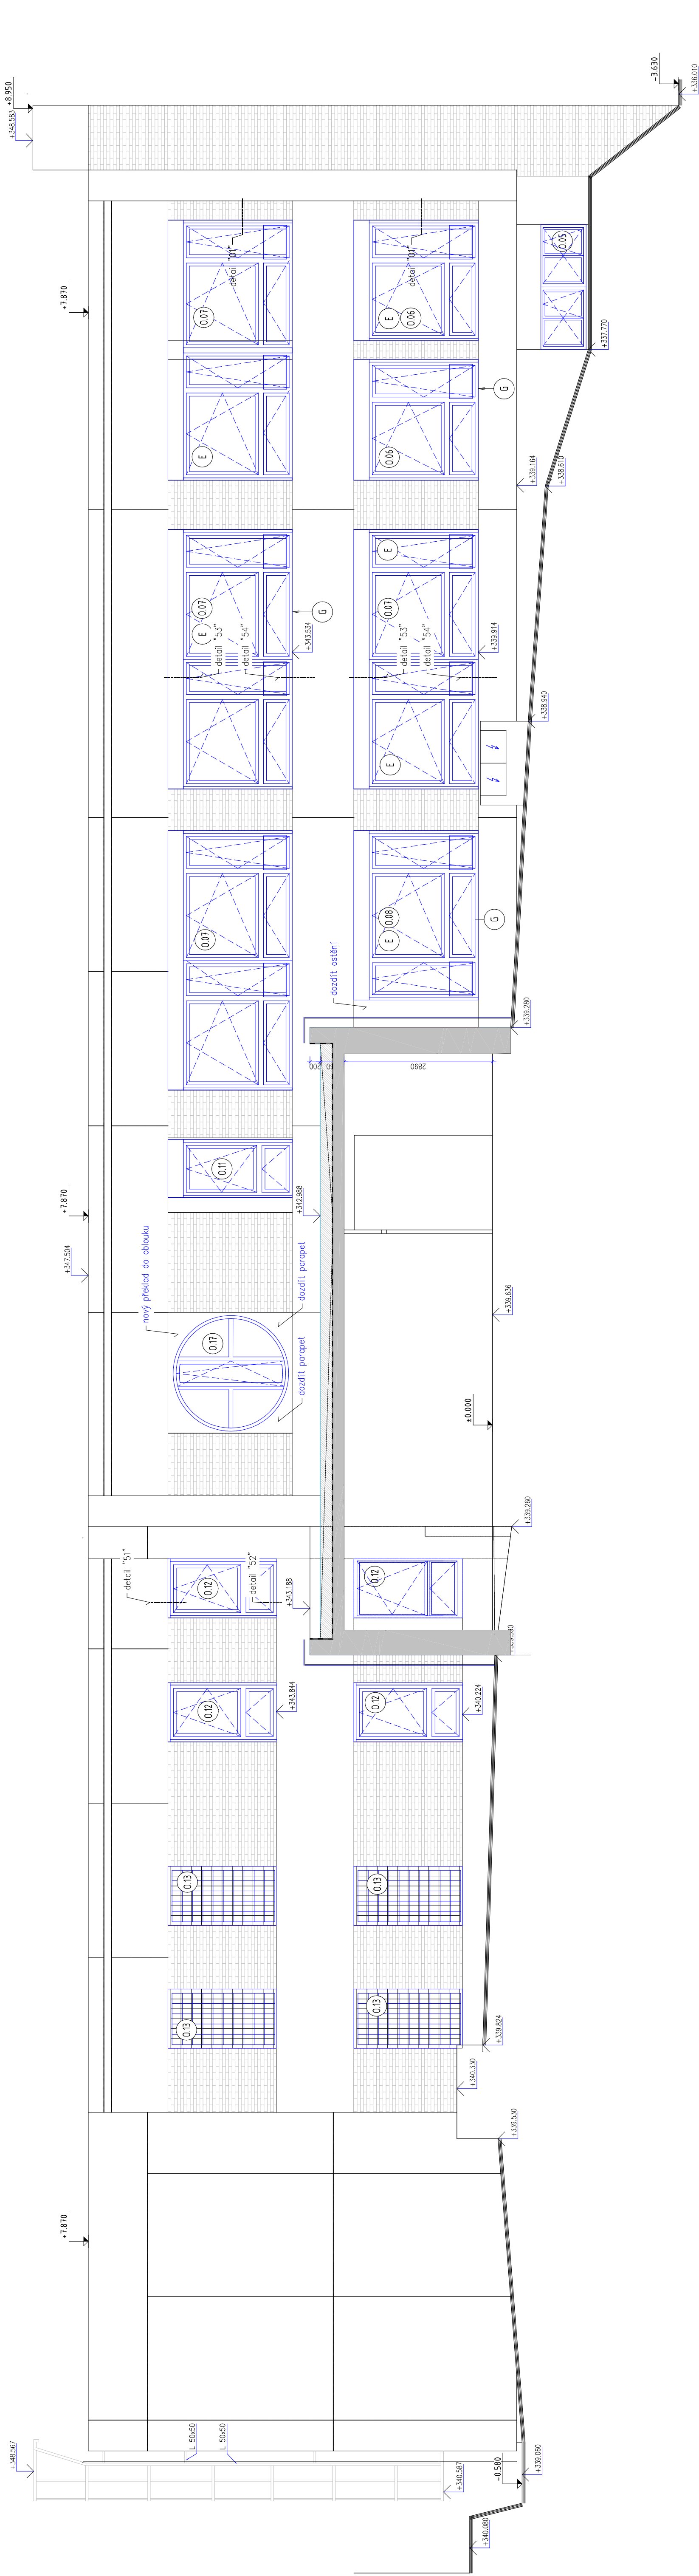 +348.567
+340.587
L 50x50
L 50x50
+340.080
-0.580
+339.060
+7.870
+339.530
+340.330
+339.824
0.13
0.13
0.13
0.13
0.12
0.12
+343.844
+340.224
detail "51"
detail "52"
0.12
0.12
+343.188
+339.260
±0.000
+339.636
nový překlad do oblouku
0.17
dozdít parapet
dozdít parapet
+347.504
+7.870
+342.988
0.11
200
2890
+339.280
dozdít ostění
0.07
E
0.08
G
E
+338.940
detail "53"
detail "54"
detail "53"
detail "54"
E
0.07
0.07
E
+343.534
+339.914
G
E
0.06
G
+339.164
+338.610
+7.870
0.07
E
0.06
detail "01"
detail "01"
+337.770
0.05
+348.583
+8.950
-3.630
+336.010